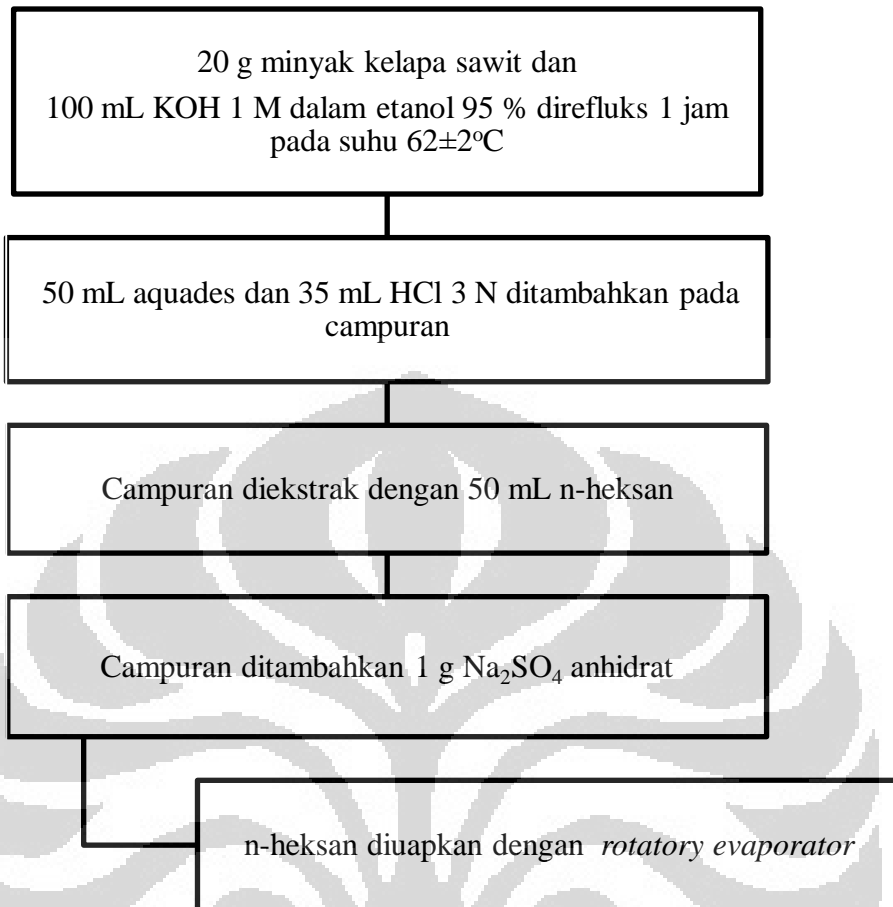 20 g minyak kelapa sawit dan
100 mL KOH 1 M dalam etanol 95 % direfluks 1 jam
pada suhu 62±2°C
50 mL aquades dan 35 mL HCl 3 N ditambahkan pada
campuran
Campuran diekstrak dengan 50 mL n-heksan
Campuran ditambahkan 1 g Na₂SO₄ anhidrat
n-heksan diuapkan dengan rotatory evaporator